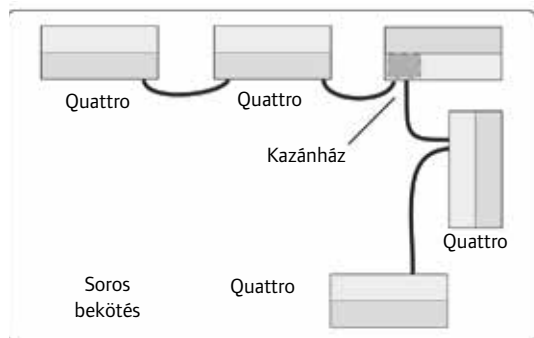 Quattro
Quattro
Kazánház
Quattro
Soros
bekötés
Quattro